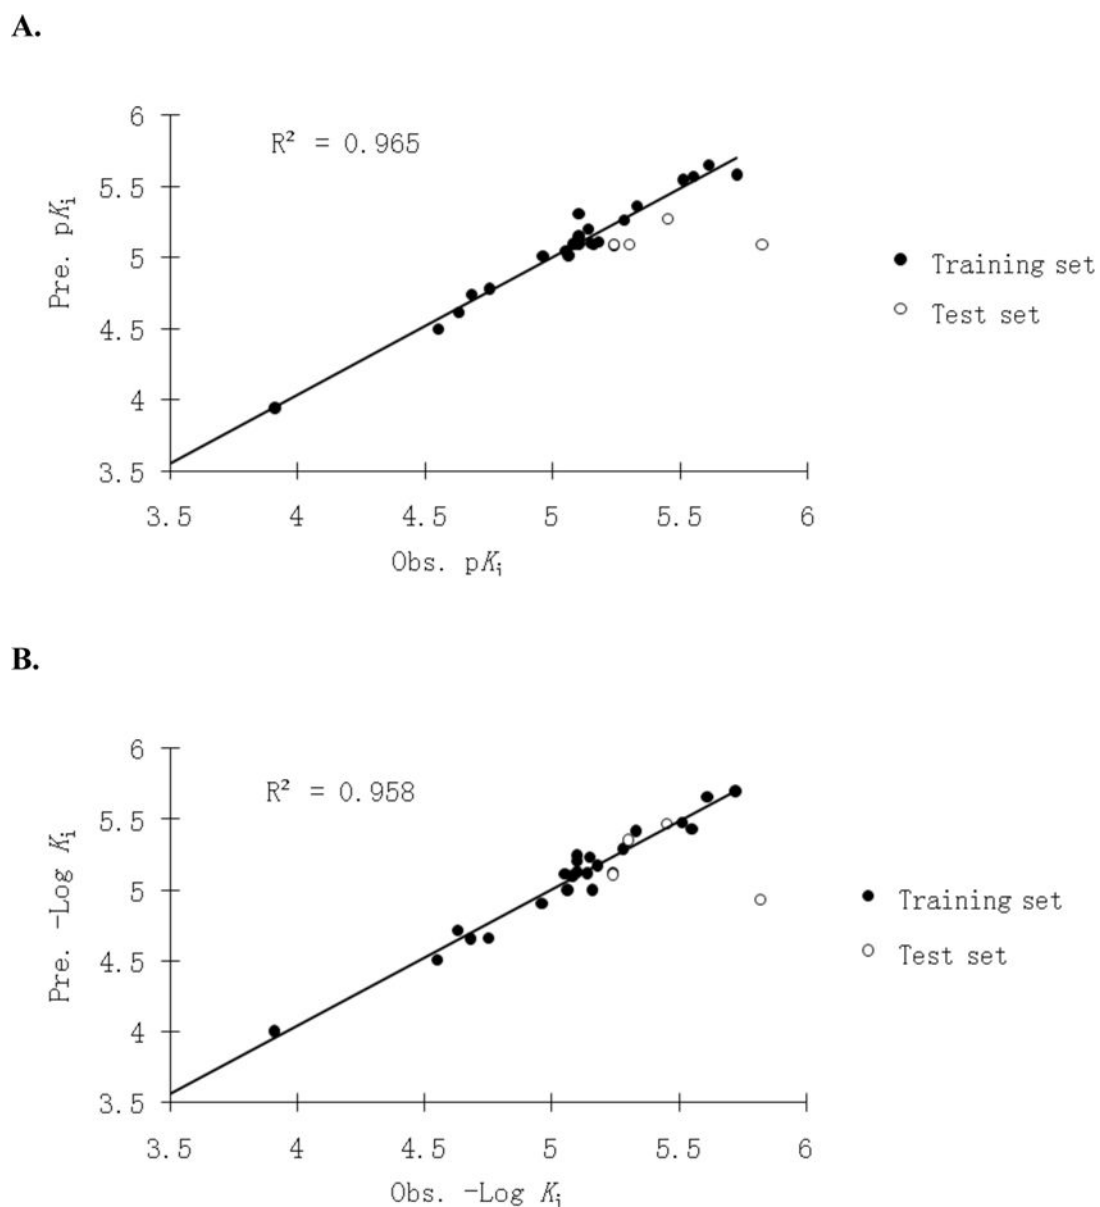 A.
6
R² = 0.965
5.5
5
4.5
4
3.5
Pre. pKi
3.5 4 4.5 5 5.5 6
Obs. pKi
Training set
Test set
B.
6
R² = 0.958
5.5
5
4.5
4
3.5
Pre. -Log Ki
3.5 4 4.5 5 5.5 6
Obs. -Log Ki
Training set
Test set